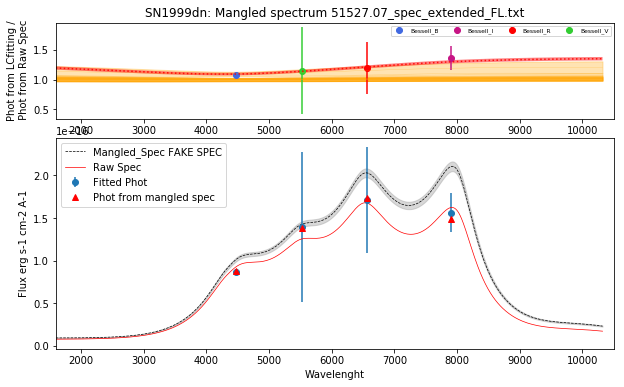 SN1999dn: Mangled spectrum 51527.07_spec_extended_FL.txt
Phot from LCfitting /
Phot from Raw Spec
Bessell_B
Bessell_I
Bessell_R
Bessell_V
1.5
1.0
0.5
2000 3000 4000 5000 6000 7000 8000 9000 10000
Flux erg s-1 cm-2 A-1
Mangled_Spec FAKE SPEC
Raw Spec
Fitted Phot
Phot from mangled spec
2.0
1.5
1.0
0.5
0.0
2000 3000 4000 5000 6000 7000 8000 9000 10000
Wavelenght